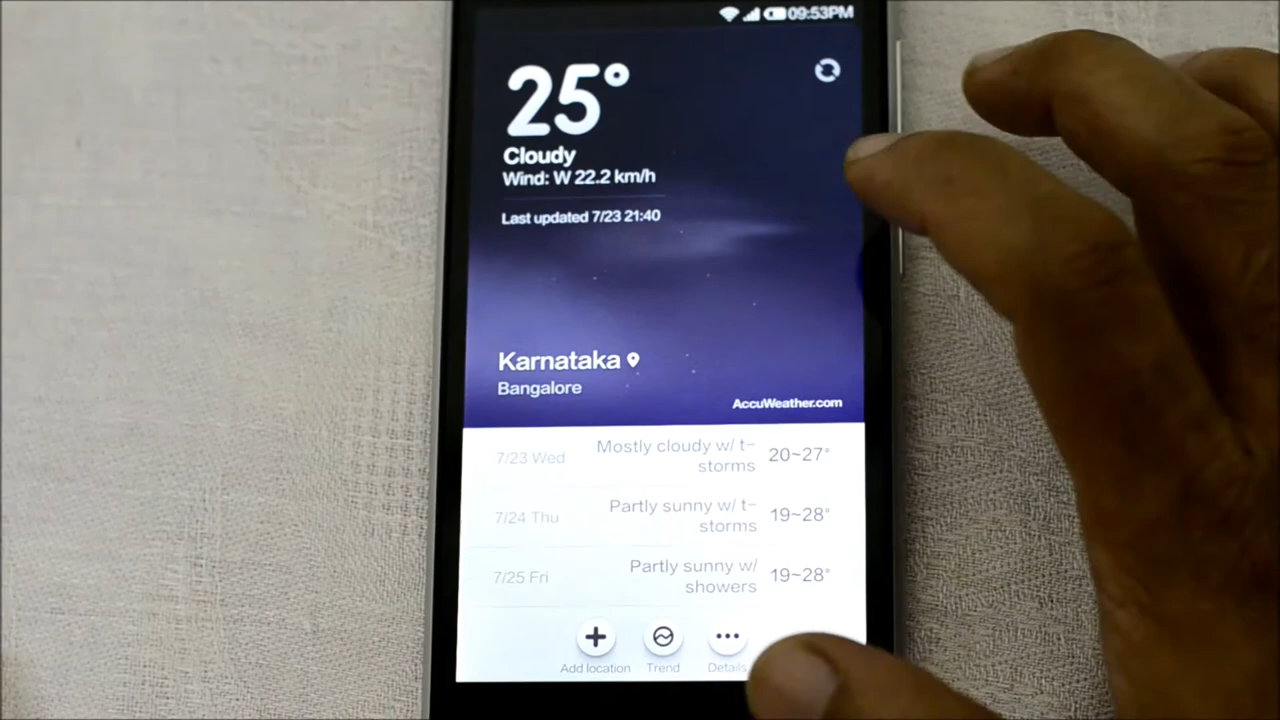 09:53PM
25°
Cloudy
Wind: W 22.2 km/h
Last updated 7/23 21:40
Karnataka
Bangalore
AccuWeather.com
7/23 Wed Mostly cloudy w/ t-
storms 20~27°
7/24 Thu Partly sunny w/ t-
storms 19~28°
7/25 Fri Partly sunny w/
showers 19~28°
Add location Trend Details